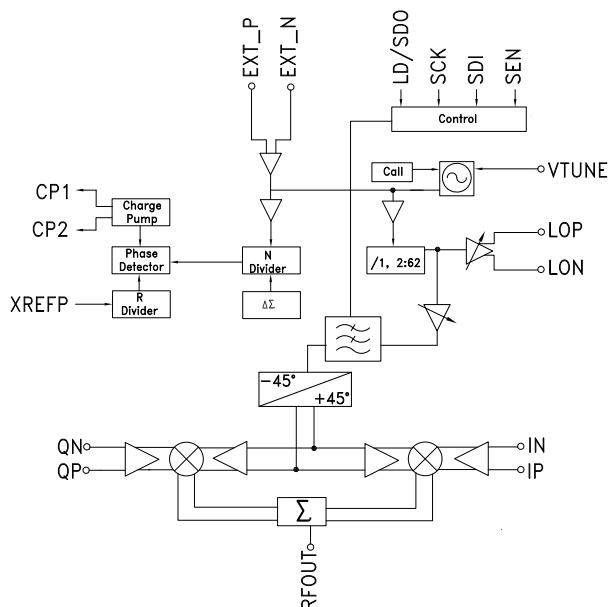 EXT_P
EXT_N
LD/SDO
SCK
SDI
SEN
Control
Call
VTUNE
CP1
CP2
Charge
Pump
Phase
Detector
N
Divider
/1, 2:62
LOP
LON
XREFP
R
Divider
ΔΣ
-45°
+45°
QN
QP
IN
IP
Σ
RFOUT